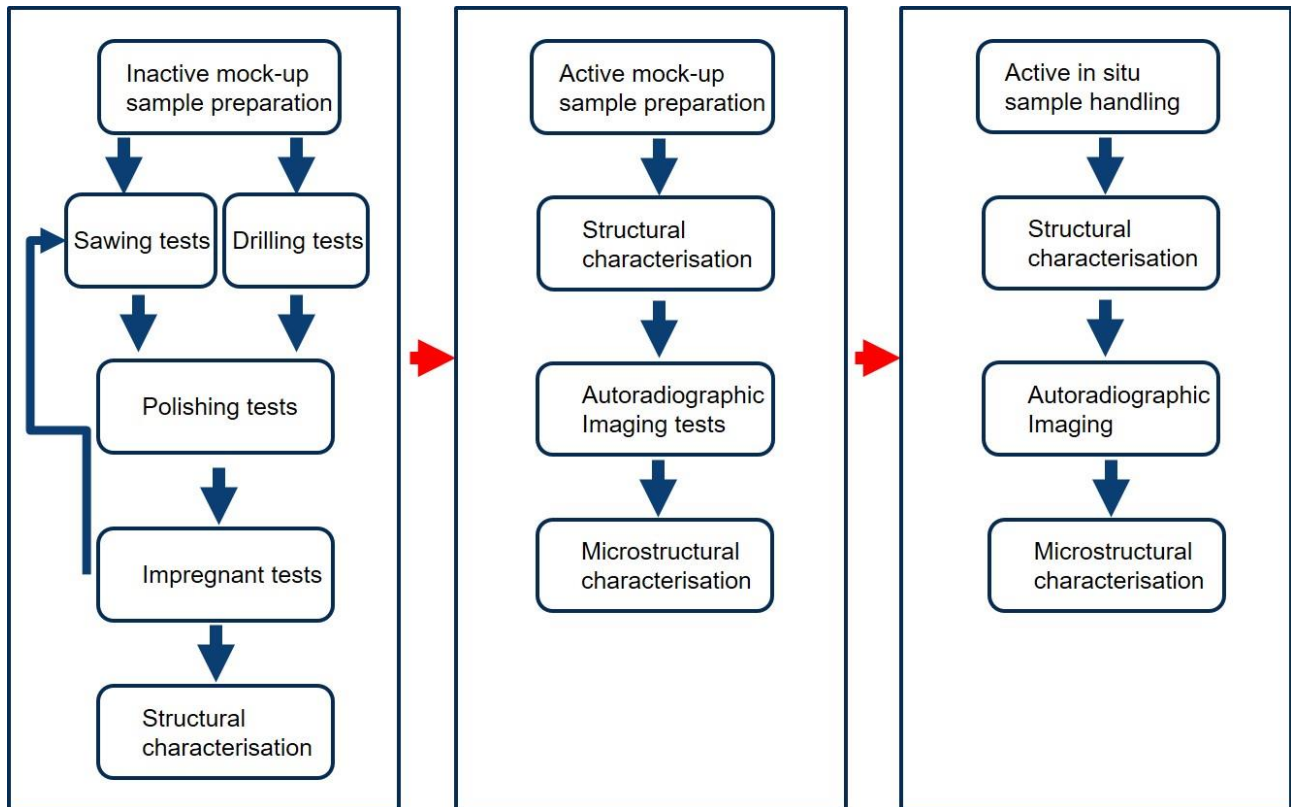 Inactive mock-up
sample preparation
Sawing tests
Drilling tests
Polishing tests
Impregnant tests
Structural
characterisation
Active mock-up
sample preparation
Structural
characterisation
Autoradiographic
Imaging tests
Microstructural
characterisation
Active in situ
sample handling
Structural
characterisation
Autoradiographic
Imaging
Microstructural
characterisation